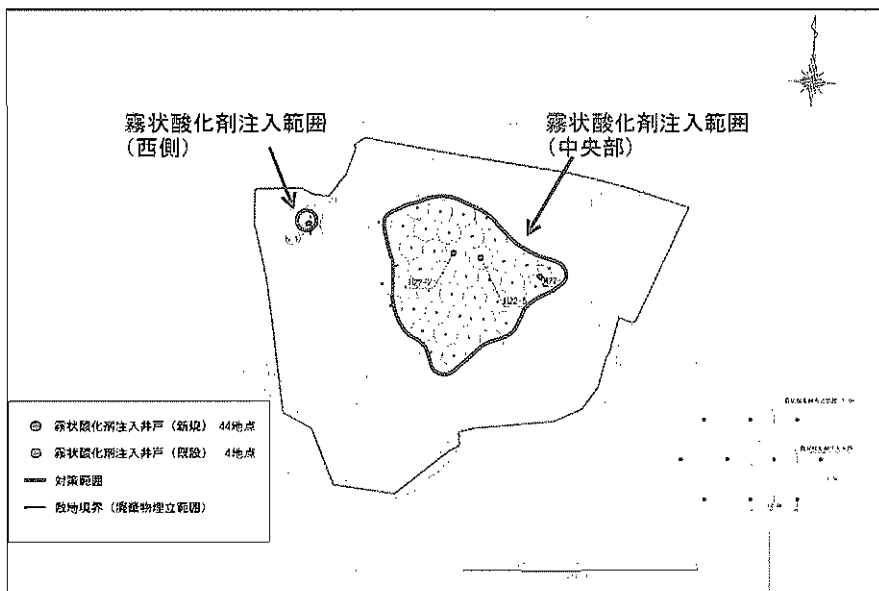 霧状酸化剤注入範囲
(西側)
霧状酸化剤注入範囲
(中央部)
霧状酸化剤注入井戸（新規） 44地点
霧状酸化剤注入井戸（既設） 4地点
対策範囲
敷地境界（廃棄物埋立範囲）